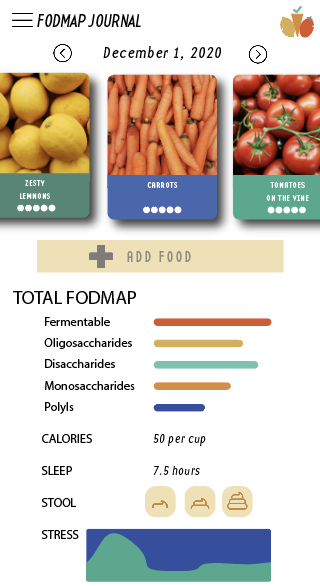 FODMAP JOURNAL
December 1, 2020
ZESTY
LEMNONS
CARROTS
TOMATOES
ON THE VINE
ADD FOOD
TOTAL FODMAP
Fermentable
Oligosaccharides
Disaccharides
Monosaccharides
Polyls
CALORIES 50 per cup
SLEEP 7.5 hours
STOOL
STRESS